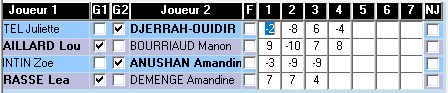 Joueur 1 G1 G2 Joueur 2 F 1 2 3 4 5 6 7 NJ
TEL Juliette DJERRAH-OUIDIR -2 -8 6 -4
AILLARD Lou BOURRIAUD Manon 9 -10 7 8
INTIN Zoe ANUSHAN Amandin -3 -9 -9
RASSE Lea DEMENGE Amandine 7 7 4